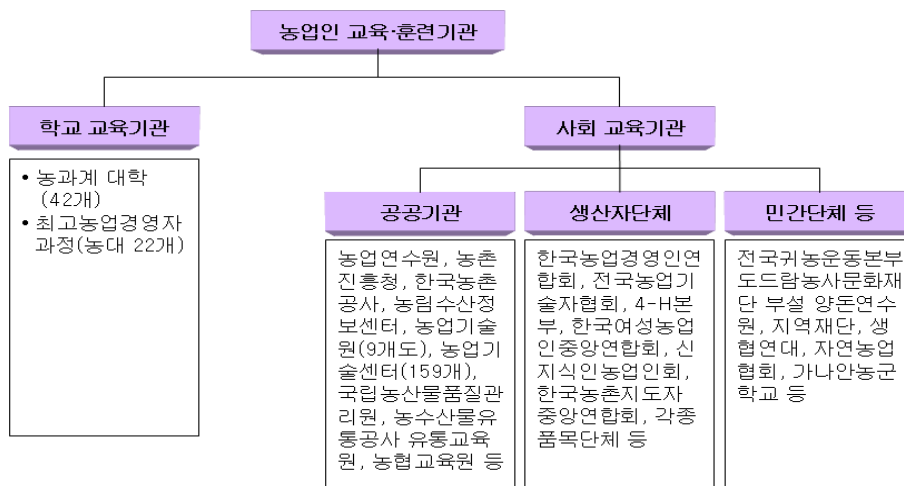 농업인 교육·훈련기관
학교 교육기관
• 농과계 대학
(42개)
• 최고농업경영자
과정(농대 22개)
사회 교육기관
공공기관
농업연수원, 농촌
진흥청, 한국농촌
공사, 농림수산정
보센터, 농업기술
원(9개도), 농업기
술센터(159개),
국립농산물품질관
리원, 농수산물유
통공사 유통교육
원, 농협교육원 등
생산자단체
한국농업경영인연
합회, 전국농업기
술자협회, 4-H본
부, 한국여성농업
인중앙연합회, 신
지식인농업인회,
한국농촌지도자
중앙연합회, 각종
품목단체 등
민간단체 등
전국귀농운동본부
도드람농사문화재
단 부설 양돈연수
원, 지역재단, 생
협연대, 자연농업
협회, 가나안농군
학교 등